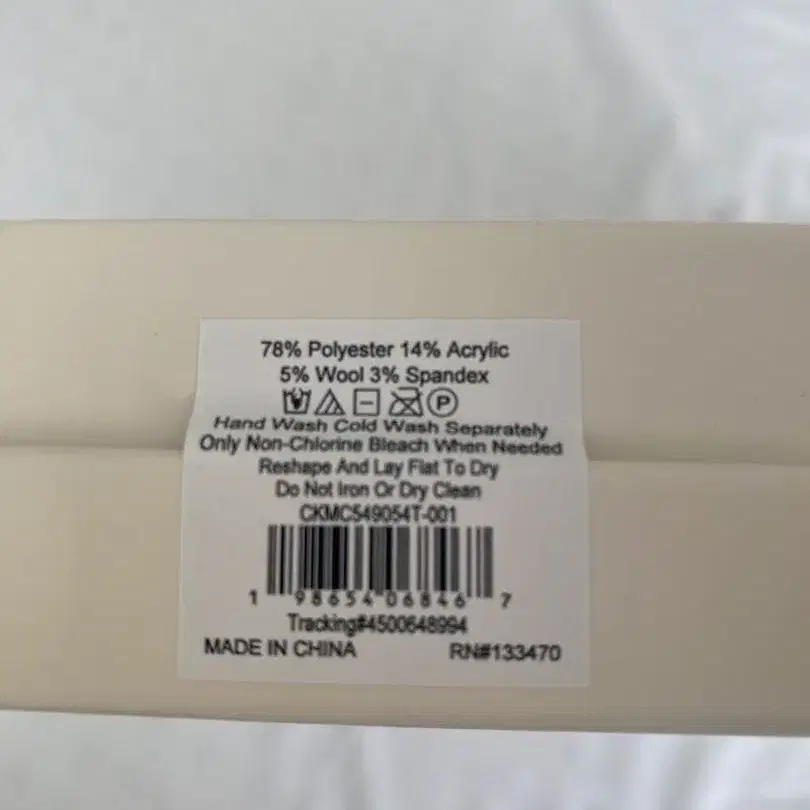 78% Polyester 14% Acrylic
5% Wool 3% Spandex
P
Hand Wash Cold Wash Separately
Only Non-Chlorine Bleach When Needed
Reshape And Lay Flat To Dry
Do Not Iron Or Dry Clean
CKMC549054T-001
1 98654 06846 7
Tracking#4500648994
MADE IN CHINA RN#133470